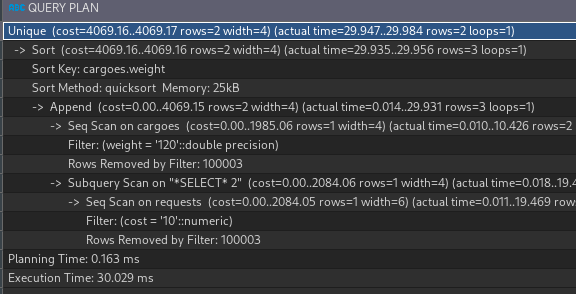 asc QUERY PLAN
Unique (cost=4069.16..4069.17 rows=2 width=4) (actual time=29.947..29.984 rows=2 loops=1)
-> Sort (cost=4069.16..4069.16 rows=2 width=4) (actual time=29.935..29.956 rows=3 loops=1)
Sort Key: cargoes.weight
Sort Method: quicksort Memory: 25kB
-> Append (cost=0.00..4069.15 rows=2 width=4) (actual time=0.014..29.931 rows=3 loops=1)
-> Seq Scan on cargoes (cost=0.00..1985.06 rows=1 width=4) (actual time=0.010..10.426 rows=2
Filter: (weight = '120'::double precision)
Rows Removed by Filter: 100003
-> Subquery Scan on "*SELECT* 2" (cost=0.00..2084.06 rows=1 width=4) (actual time=0.018..19.4
-> Seq Scan on requests (cost=0.00..2084.05 rows=1 width=6) (actual time=0.011..19.469 rows
Filter: (cost = '10'::numeric)
Rows Removed by Filter: 100003
Planning Time: 0.163 ms
Execution Time: 30.029 ms